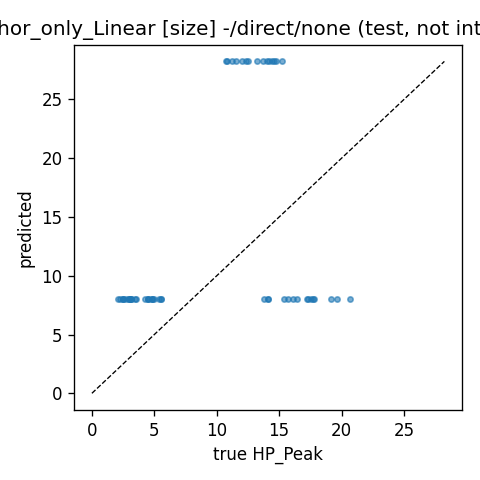 hor_only_Linear [size] -/direct/none (test, not int
25
20
15
10
5
0
predicted
0 5 10 15 20 25
true HP_Peak